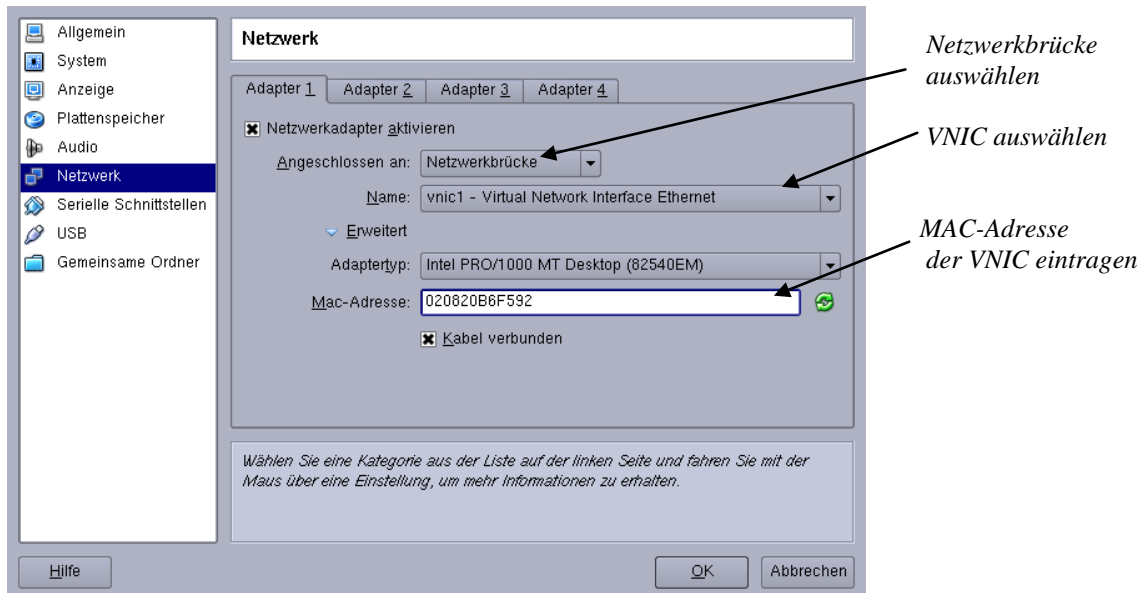 Allgemein
System
Anzeige
Plattenspeicher
Audio
Netzwerk
Serielle Schnittstellen
USB
Gemeinsame Ordner
Netzwerk
Adapter 1 Adapter 2 Adapter 3 Adapter 4
Netzwerkadapter aktivieren
Angeschlossen an: Netzwerkbrücke
Name: vnic1 - Virtual Network Interface Ethernet
Erweitert
Adaptertyp: Intel PRO/1000 MT Desktop (82540EM)
Mac-Adresse: 020820B6F592
Kabel verbunden
Wählen Sie eine Kategorie aus der Liste auf der linken Seite und fahren Sie mit der
Maus über eine Einstellung, um mehr Informationen zu erhalten.
Hilfe OK Abbrechen
Netzwerkbrücke
auswählen
VNIC auswählen
MAC-Adresse
der VNIC eintragen